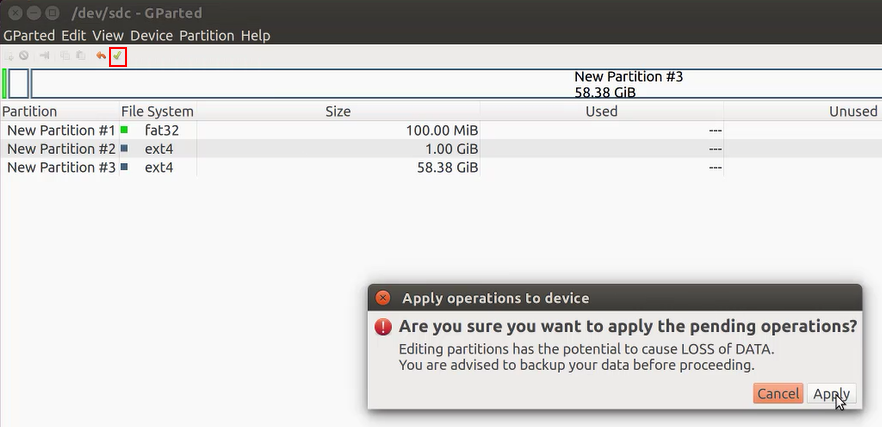 /dev/sdc - GParted
GParted Edit View Device Partition Help
New Partition #3
58.38 GiB
Partition File System Size Used Unused
New Partition #1 fat32 100.00 MiB ---
New Partition #2 ext4 1.00 GiB ---
New Partition #3 ext4 58.38 GiB ---
Apply operations to device
Are you sure you want to apply the pending operations?
Editing partitions has the potential to cause LOSS of DATA.
You are advised to backup your data before proceeding.
Cancel Apply